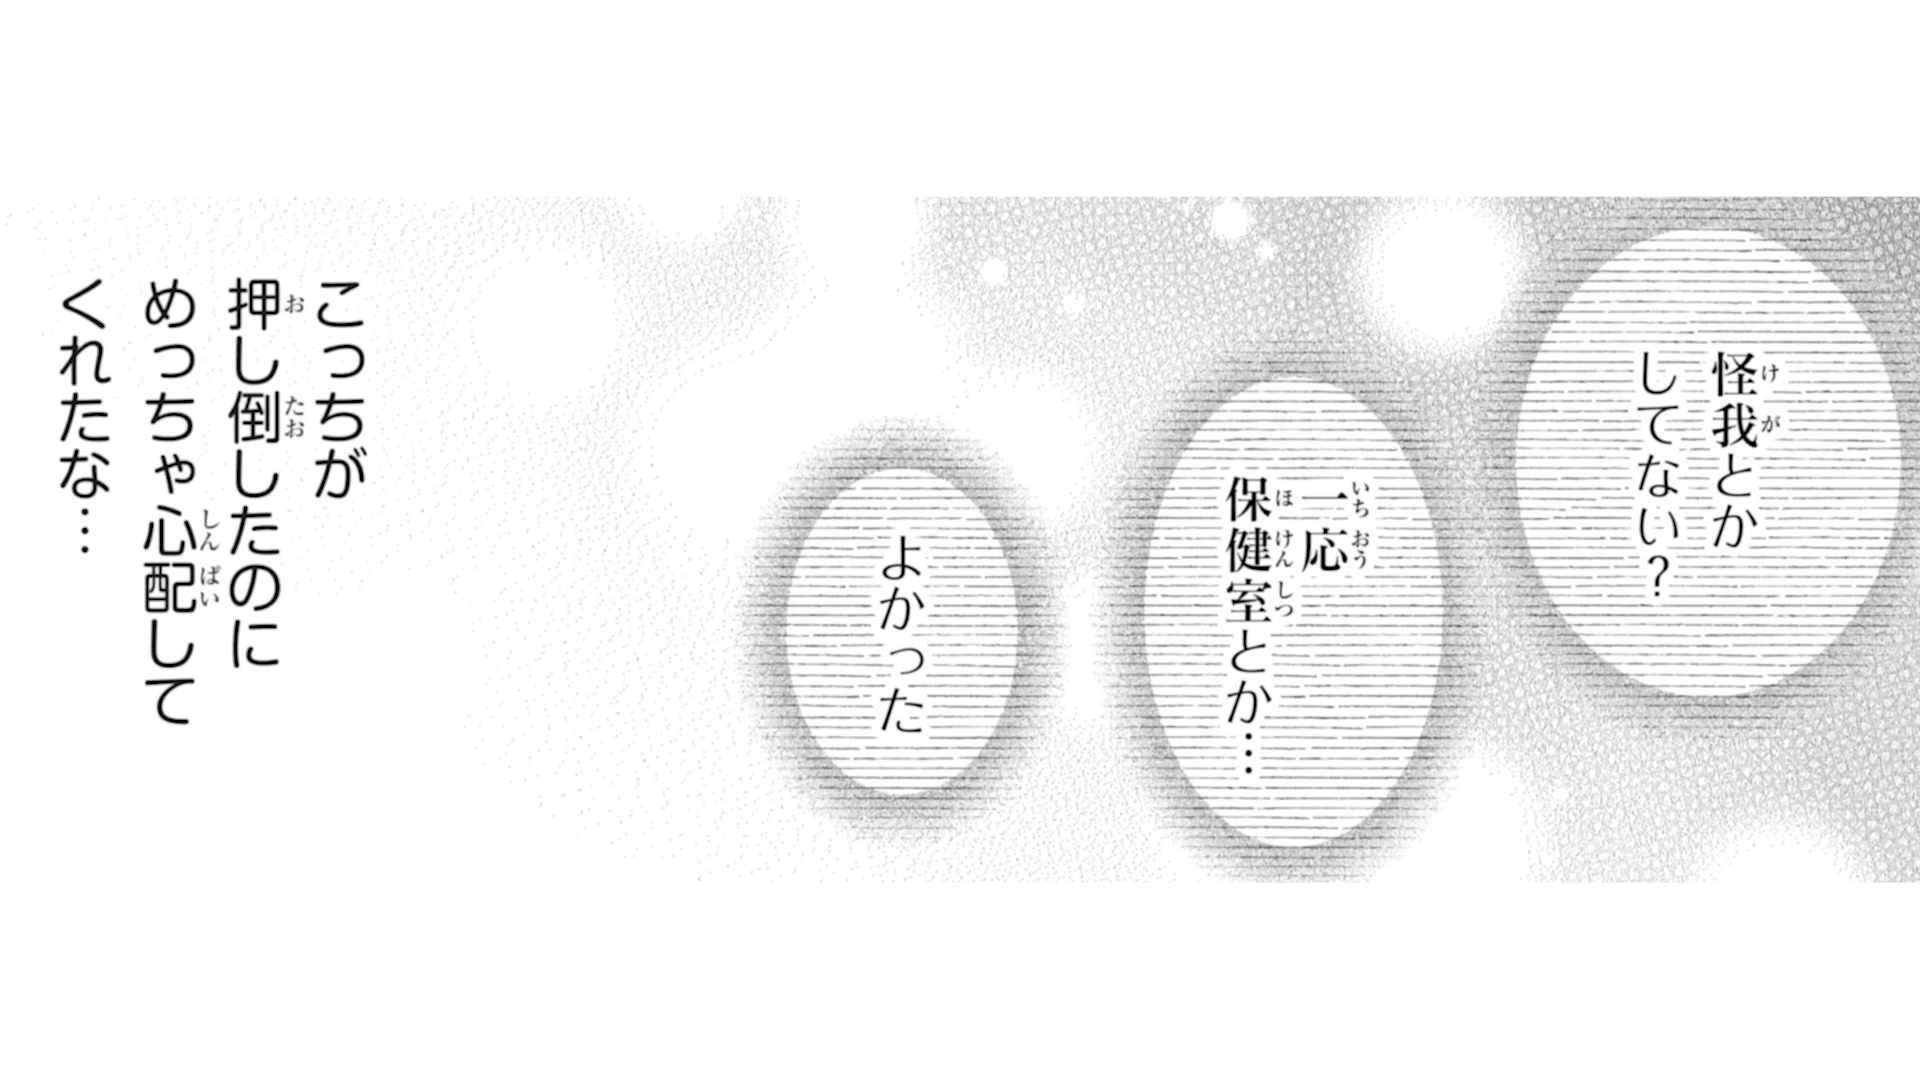 怪我とか
してない？
一応
保健室とか…
よかった
こっちが
押し倒したのに
めっちゃ心配して
くれたな…